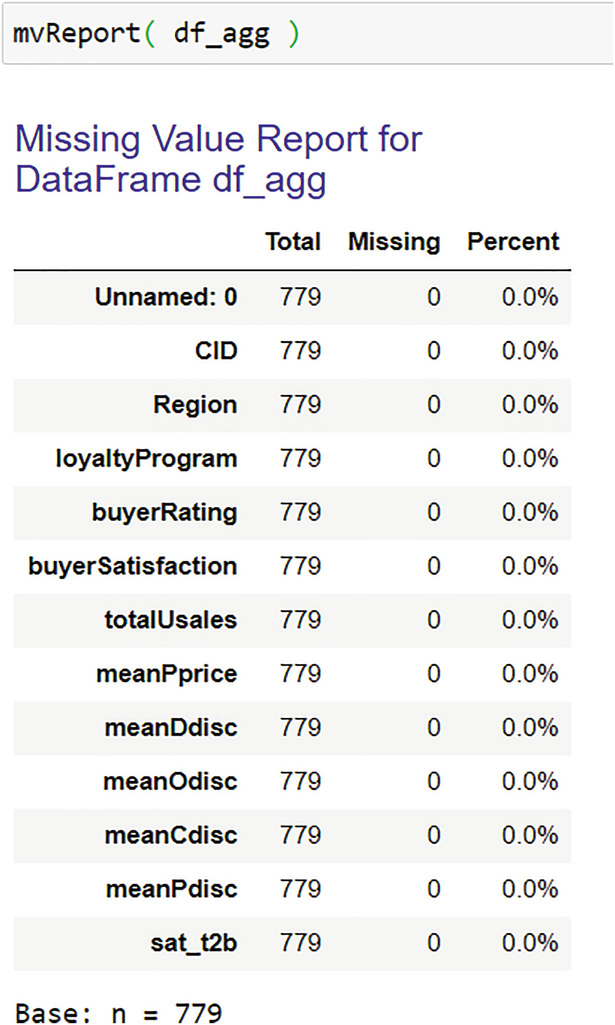 mvReport( df_agg )
Missing Value Report for
DataFrame df_agg
Total Missing Percent
Unnamed: 0 779 0 0.0%
CID 779 0 0.0%
Region 779 0 0.0%
loyaltyProgram 779 0 0.0%
buyerRating 779 0 0.0%
buyerSatisfaction 779 0 0.0%
totalUsales 779 0 0.0%
meanPprice 779 0 0.0%
meanDdisc 779 0 0.0%
meanOdisc 779 0 0.0%
meanCdisc 779 0 0.0%
meanPdisc 779 0 0.0%
sat_t2b 779 0 0.0%
Base: n = 779